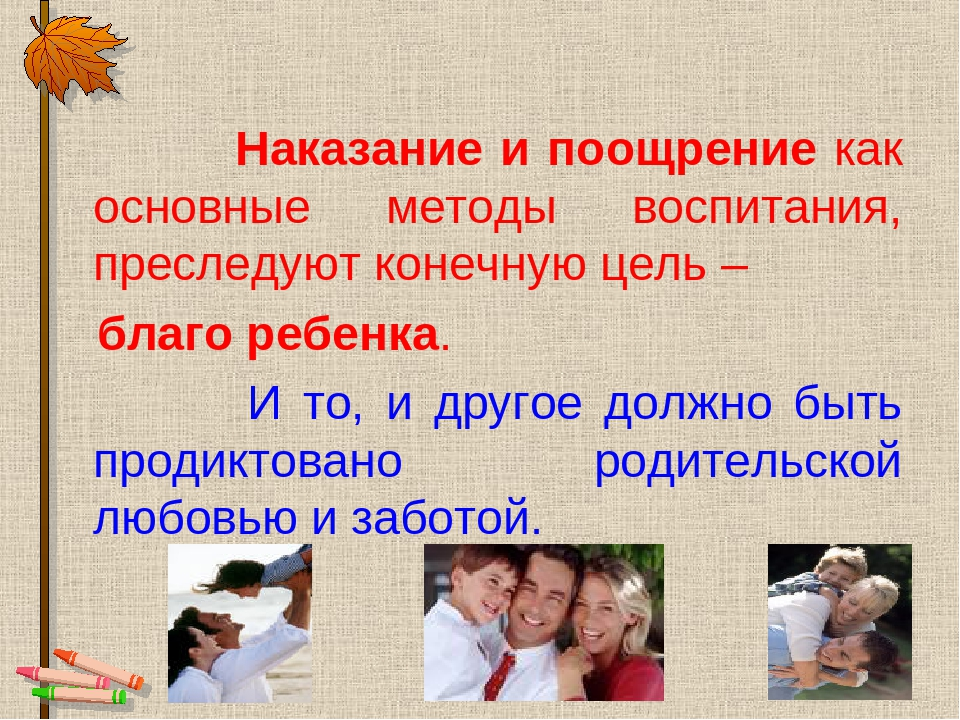 Наказание и поощрение как
основные методы воспитания,
преследуют конечную цель –
благо ребенка.
И то, и другое должно быть
продиктовано родительской
любовью и заботой.